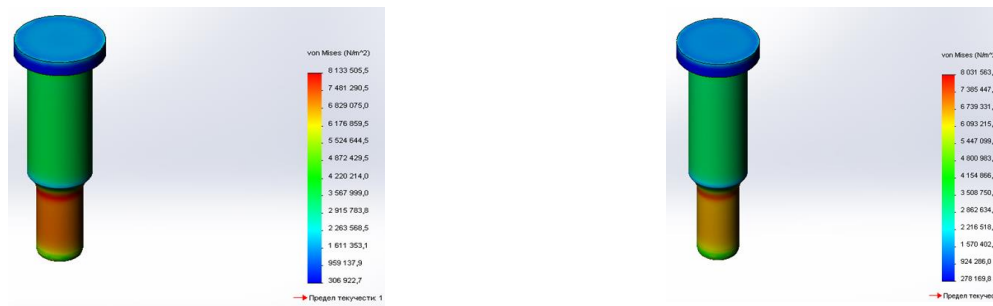 von Mises (N/m^2)
8 133 505,5
7 481 290,5
6 829 075,0
6 176 859,5
5 524 644,5
4 872 429,5
4 220 214,0
3 567 999,0
2 915 783,8
2 263 568,5
1 611 353,1
959 137,9
306 922,7
Предел текучести: 1
von Mises (N/m^
8 031 563,
7 385 447,
6 739 331,
6 093 215,
5 447 099,
4 800 983,
4 154 866,
3 508 750,
2 862 634,
2 216 518,
1 570 402,
924 286,0
278 169,8
Предел текучес